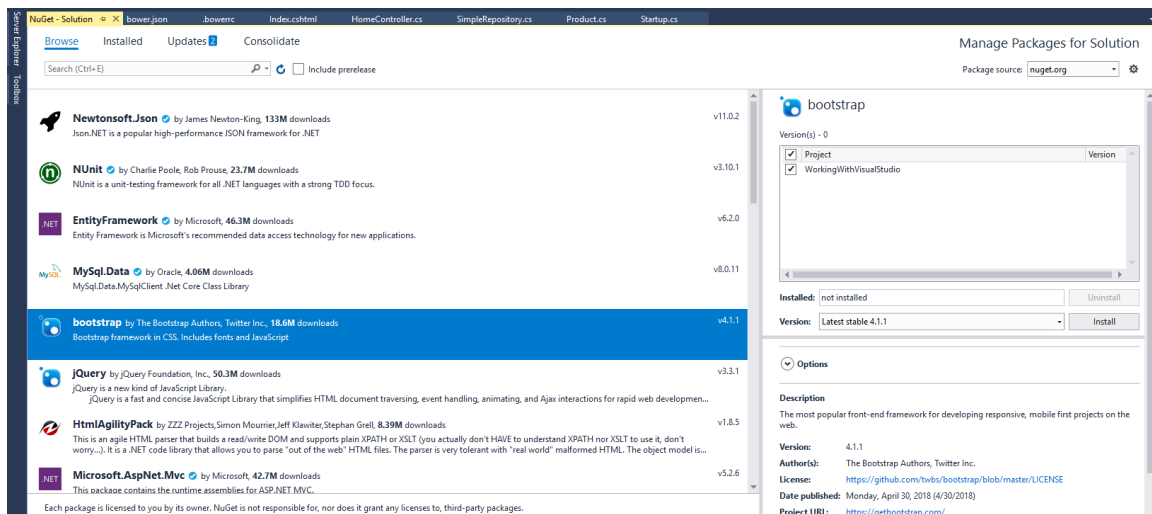 Server Explorer
Toolbox
NuGet - Solution
bower.json
.bowerrc
Index.cshtml
HomeController.cs
SimpleRepository.cs
Product.cs
Startup.cs
Browse
Installed
Updates 2
Consolidate
Manage Packages for Solution
Search (Ctrl+E)
Include prerelease
Package source: nuget.org
Newtonsoft.Json by James Newton-King, 133M downloads v11.0.2
Json.NET is a popular high-performance JSON framework for .NET
NUnit by Charlie Poole, Rob Prouse, 23.7M downloads v3.10.1
NUnit is a unit-testing framework for all .NET languages with a strong TDD focus.
.NET
EntityFramework by Microsoft, 46.3M downloads v6.2.0
Entity Framework is Microsoft's recommended data access technology for new applications.
MySQL
MySql.Data by Oracle, 4.06M downloads v8.0.11
MySql.Data.MySqlClient .Net Core Class Library
bootstrap by The Bootstrap Authors, Twitter Inc., 18.6M downloads v4.1.1
Bootstrap framework in CSS. Includes fonts and JavaScript
jQuery by jQuery Foundation, Inc., 50.3M downloads v3.3.1
jQuery is a new kind of JavaScript Library.
jQuery is a fast and concise JavaScript Library that simplifies HTML document traversing, event handling, animating, and Ajax interactions for rapid web developmen...
HtmlAgilityPack by ZZZ Projects,Simon Mourrier,Jeff Klawiter,Stephan Grell, 8.39M downloads v1.8.5
This is an agile HTML parser that builds a read/write DOM and supports plain XPATH or XSLT (you actually don't HAVE to understand XPATH nor XSLT to use it, don't
worry...). It is a .NET code library that allows you to parse "out of the web" HTML files. The parser is very tolerant with "real world" malformed HTML. The object model is...
.NET
Microsoft.AspNet.Mvc by Microsoft, 42.7M downloads v5.2.6
This package contains the runtime assemblies for ASP.NET MVC.
Each package is licensed to you by its owner. NuGet is not responsible for, nor does it grant any licenses to, third-party packages.
bootstrap
Version(s) - 0
Project Version
WorkingWithVisualStudio
Installed: not installed Uninstall
Version: Latest stable 4.1.1 Install
Options
Description
The most popular front-end framework for developing responsive, mobile first projects on the
web.
Version: 4.1.1
Author(s): The Bootstrap Authors, Twitter Inc.
License: https://github.com/twbs/bootstrap/blob/master/LICENSE
Date published: Monday, April 30, 2018 (4/30/2018)
Project URL: https://getbootstrap.com/